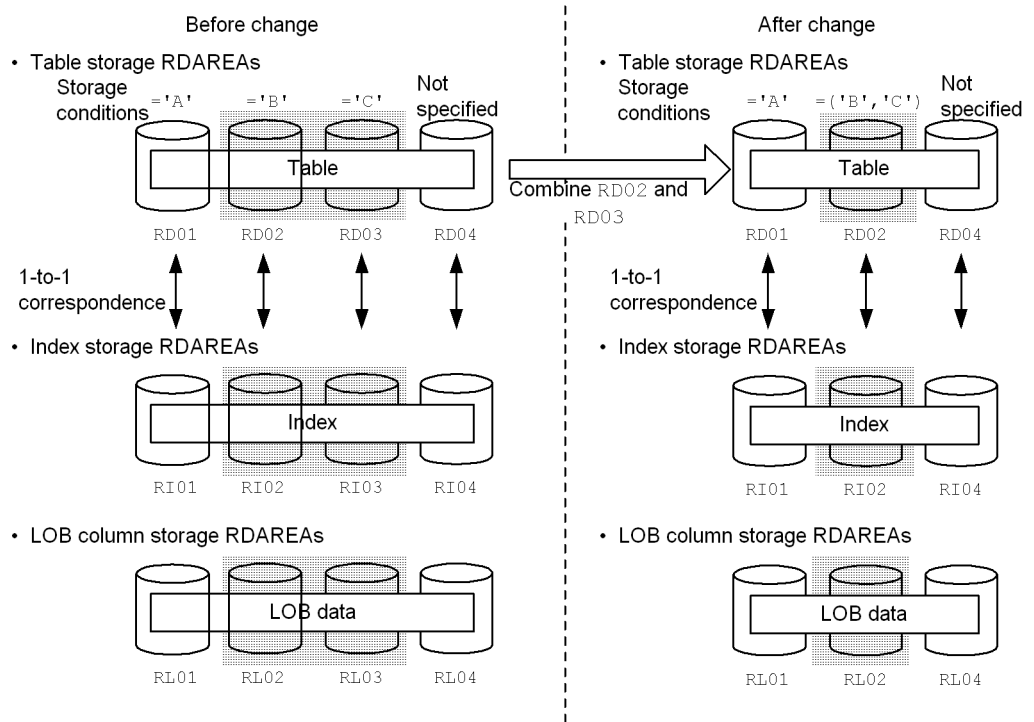 Before change
• Table storage RDAREAs
Storage conditions
='A'
='B'
='C'
Not specified
Table
RD01
RD02
RD03
RD04
1-to-1 correspondence
• Index storage RDAREAs
Index
RI01
RI02
RI03
RI04
• LOB column storage RDAREAs
LOB data
RL01
RL02
RL03
RL04
Combine RD02 and RD03
After change
• Table storage RDAREAs
Storage conditions
='A'
=('B','C')
Not specified
Table
RD01
RD02
RD04
1-to-1 correspondence
• Index storage RDAREAs
Index
RI01
RI02
RI04
• LOB column storage RDAREAs
LOB data
RL01
RL02
RL04